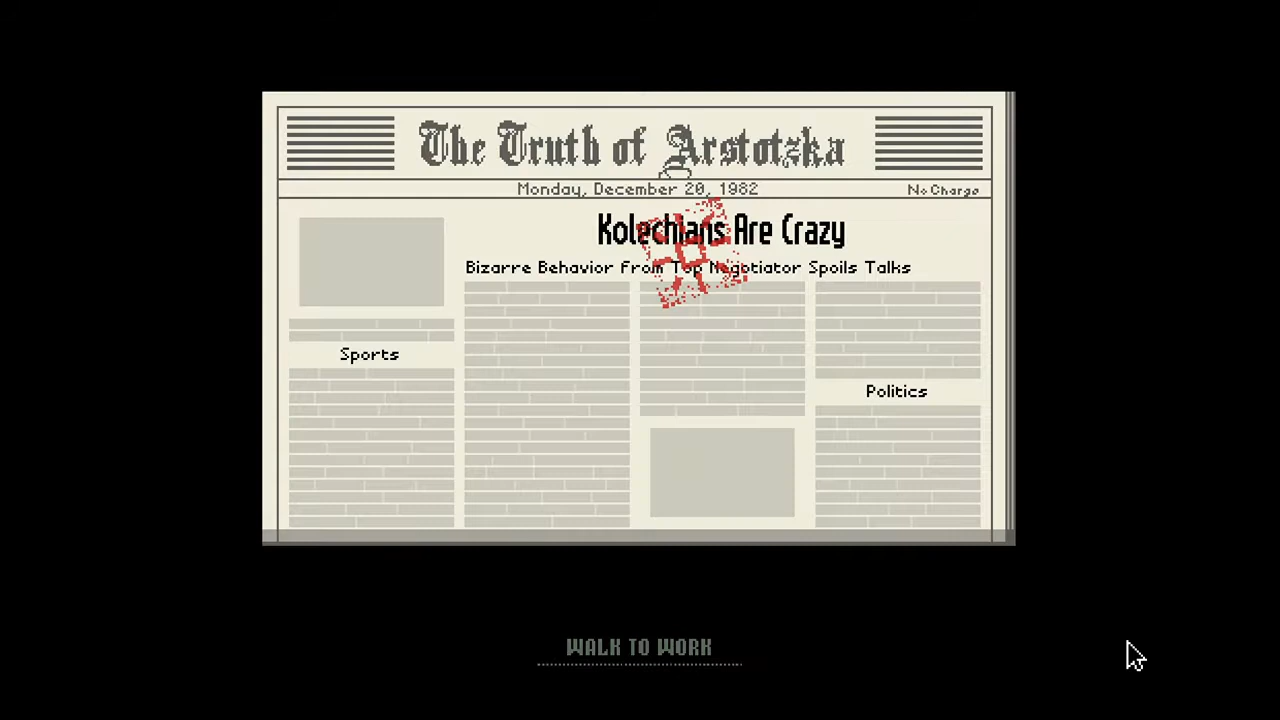 The Truth of Arstotzka
Monday, December 20, 1982
No Charge
Kolechians Are Crazy
Bizarre Behavior From Top Negotiator Spoils Talks
Sports
Politics
WALK TO WORK